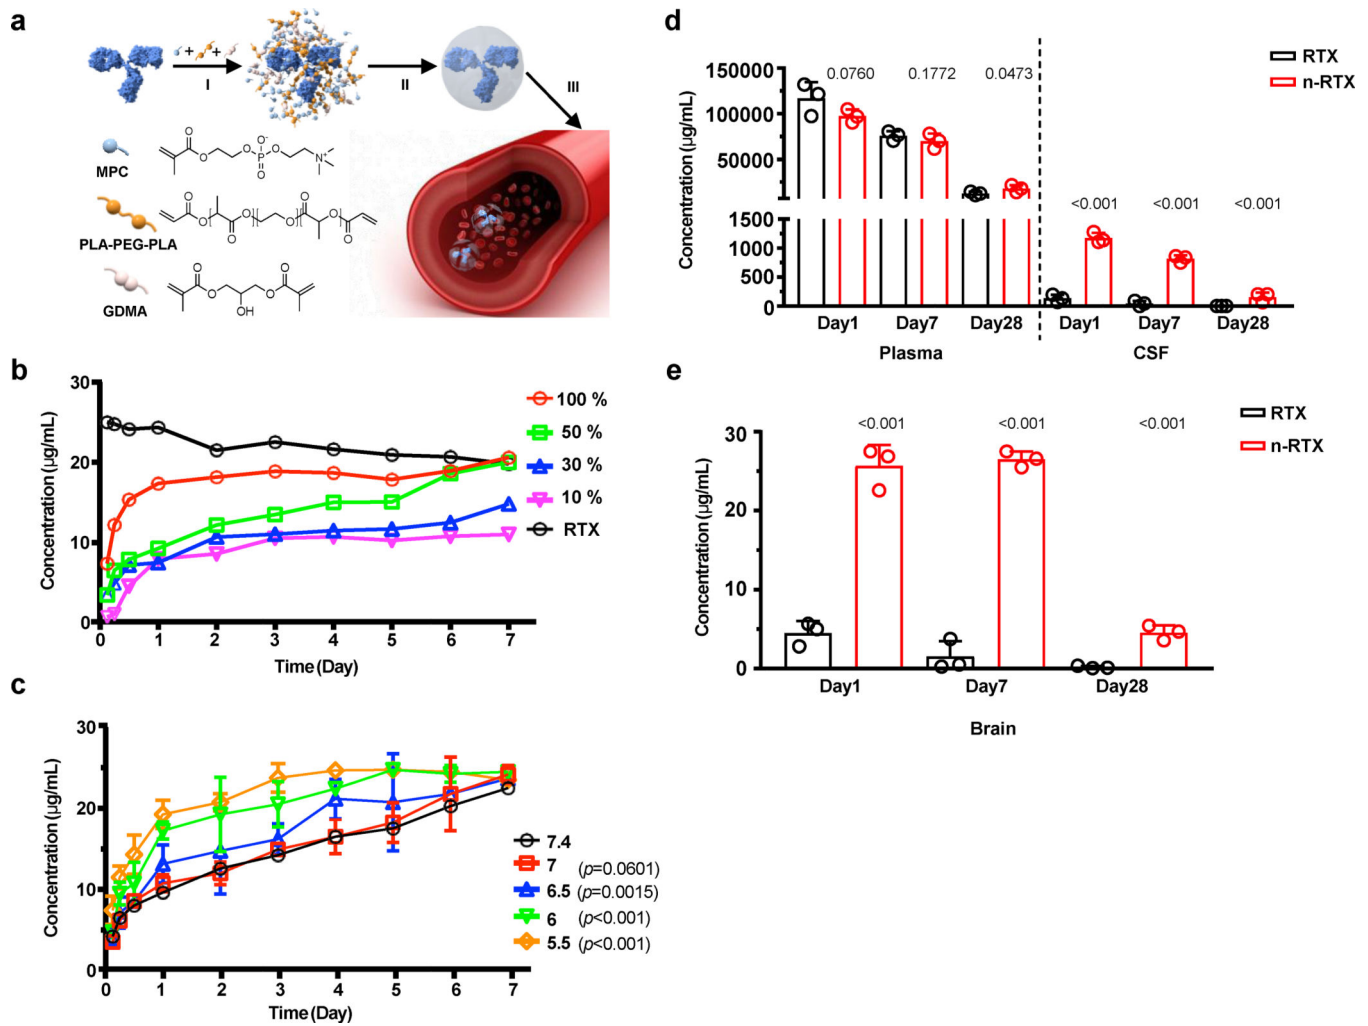 a
+ +
I
II
III
MPC
O
O
O
P
O-
O
O
N+
PLA-PEG-PLA
O
O
O
O
O
O
O
O
O
GDMA
O
O
OH
O
O
b
Concentration (μg/mL)
30
20
10
0
0 1 2 3 4 5 6 7
Time (Day)
100 %
50 %
30 %
10 %
RTX
c
Concentration (μg/mL)
30
20
10
0
0 1 2 3 4 5 6 7
Time (Day)
7.4
7 (p=0.0601)
6.5 (p=0.0015)
6 (p<0.001)
5.5 (p<0.001)
d
RTX
n-RTX
Concentration (μg/mL)
150000
100000
50000
1500
1000
500
0
0.0760 0.1772 0.0473
<0.001 <0.001 <0.001
Day1 Day7 Day28 Day1 Day7 Day28
Plasma CSF
e
RTX
n-RTX
Concentration (μg/mL)
30
20
10
0
<0.001 <0.001 <0.001
Day1 Day7 Day28
Brain